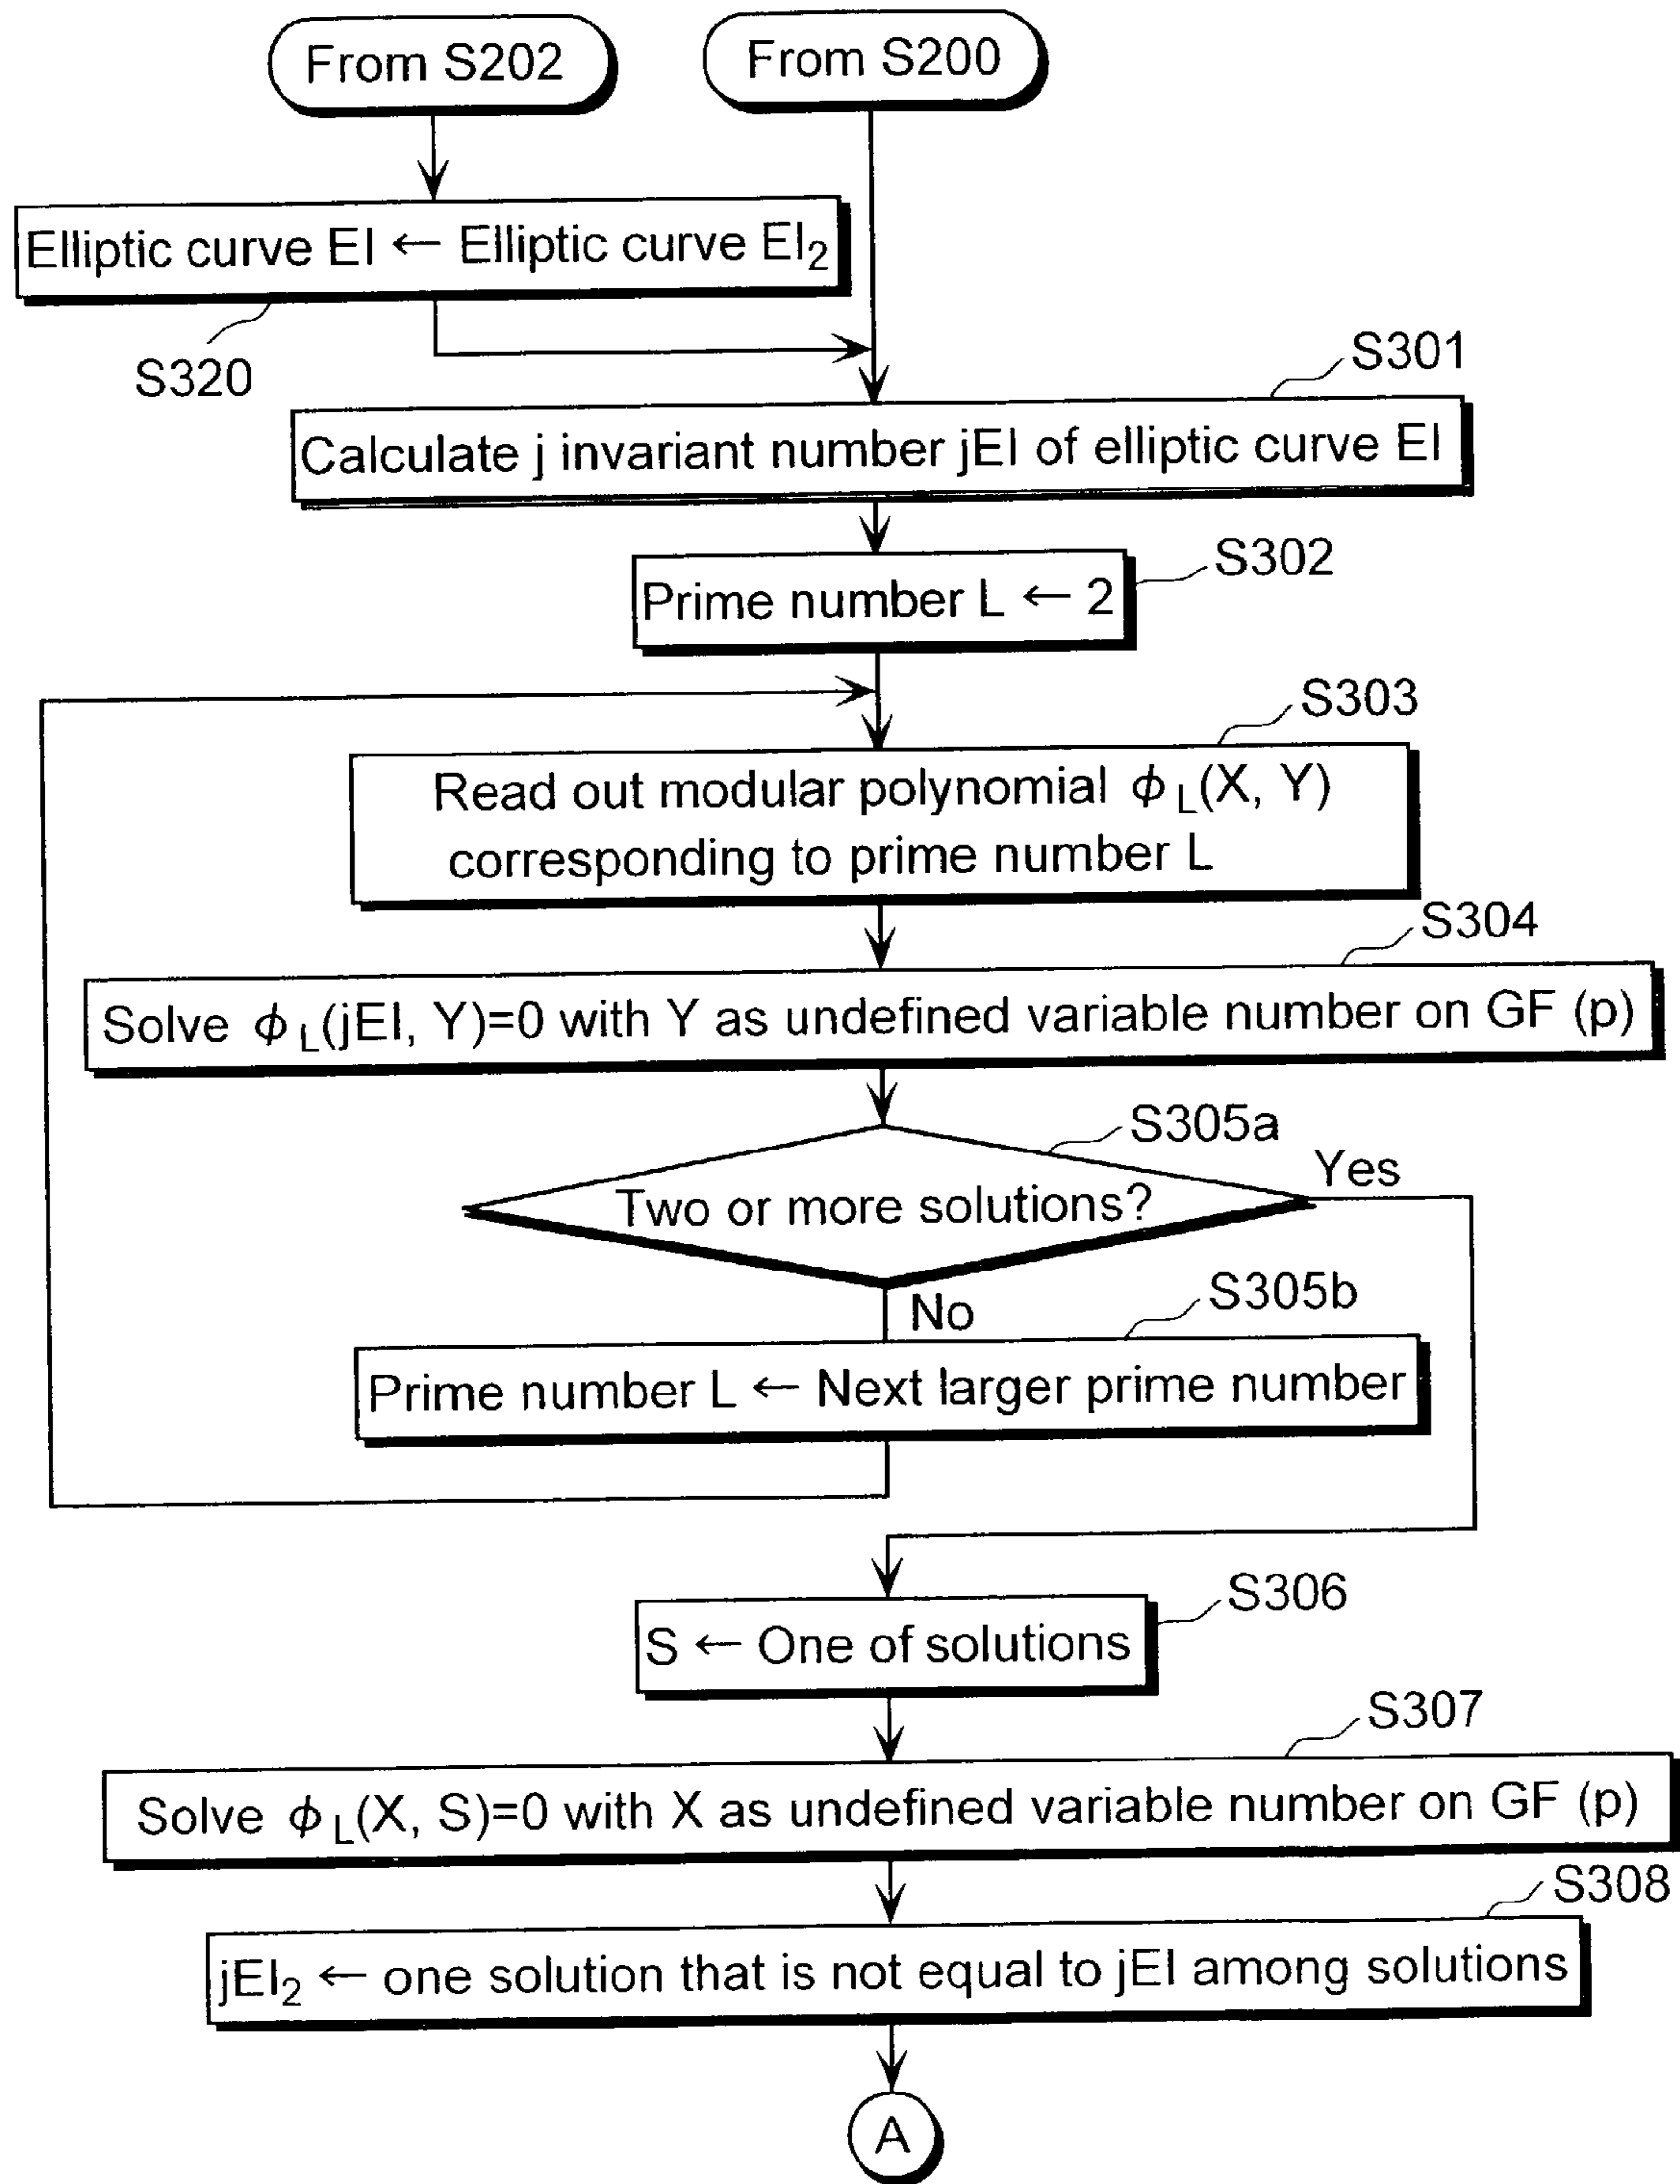 From S202
From S200
Elliptic curve EI ← Elliptic curve EI₂
S320
S301
Calculate j invariant number jEI of elliptic curve EI
S302
Prime number L ← 2
S303
Read out modular polynomial ϕ_L(X, Y)
corresponding to prime number L
S304
Solve ϕ_L(jEI, Y)=0 with Y as undefined variable number on GF (p)
S305a
Yes
Two or more solutions?
S305b
No
Prime number L ← Next larger prime number
S306
S ← One of solutions
S307
Solve ϕ_L(X, S)=0 with X as undefined variable number on GF (p)
S308
jEI₂ ← one solution that is not equal to jEI among solutions
A